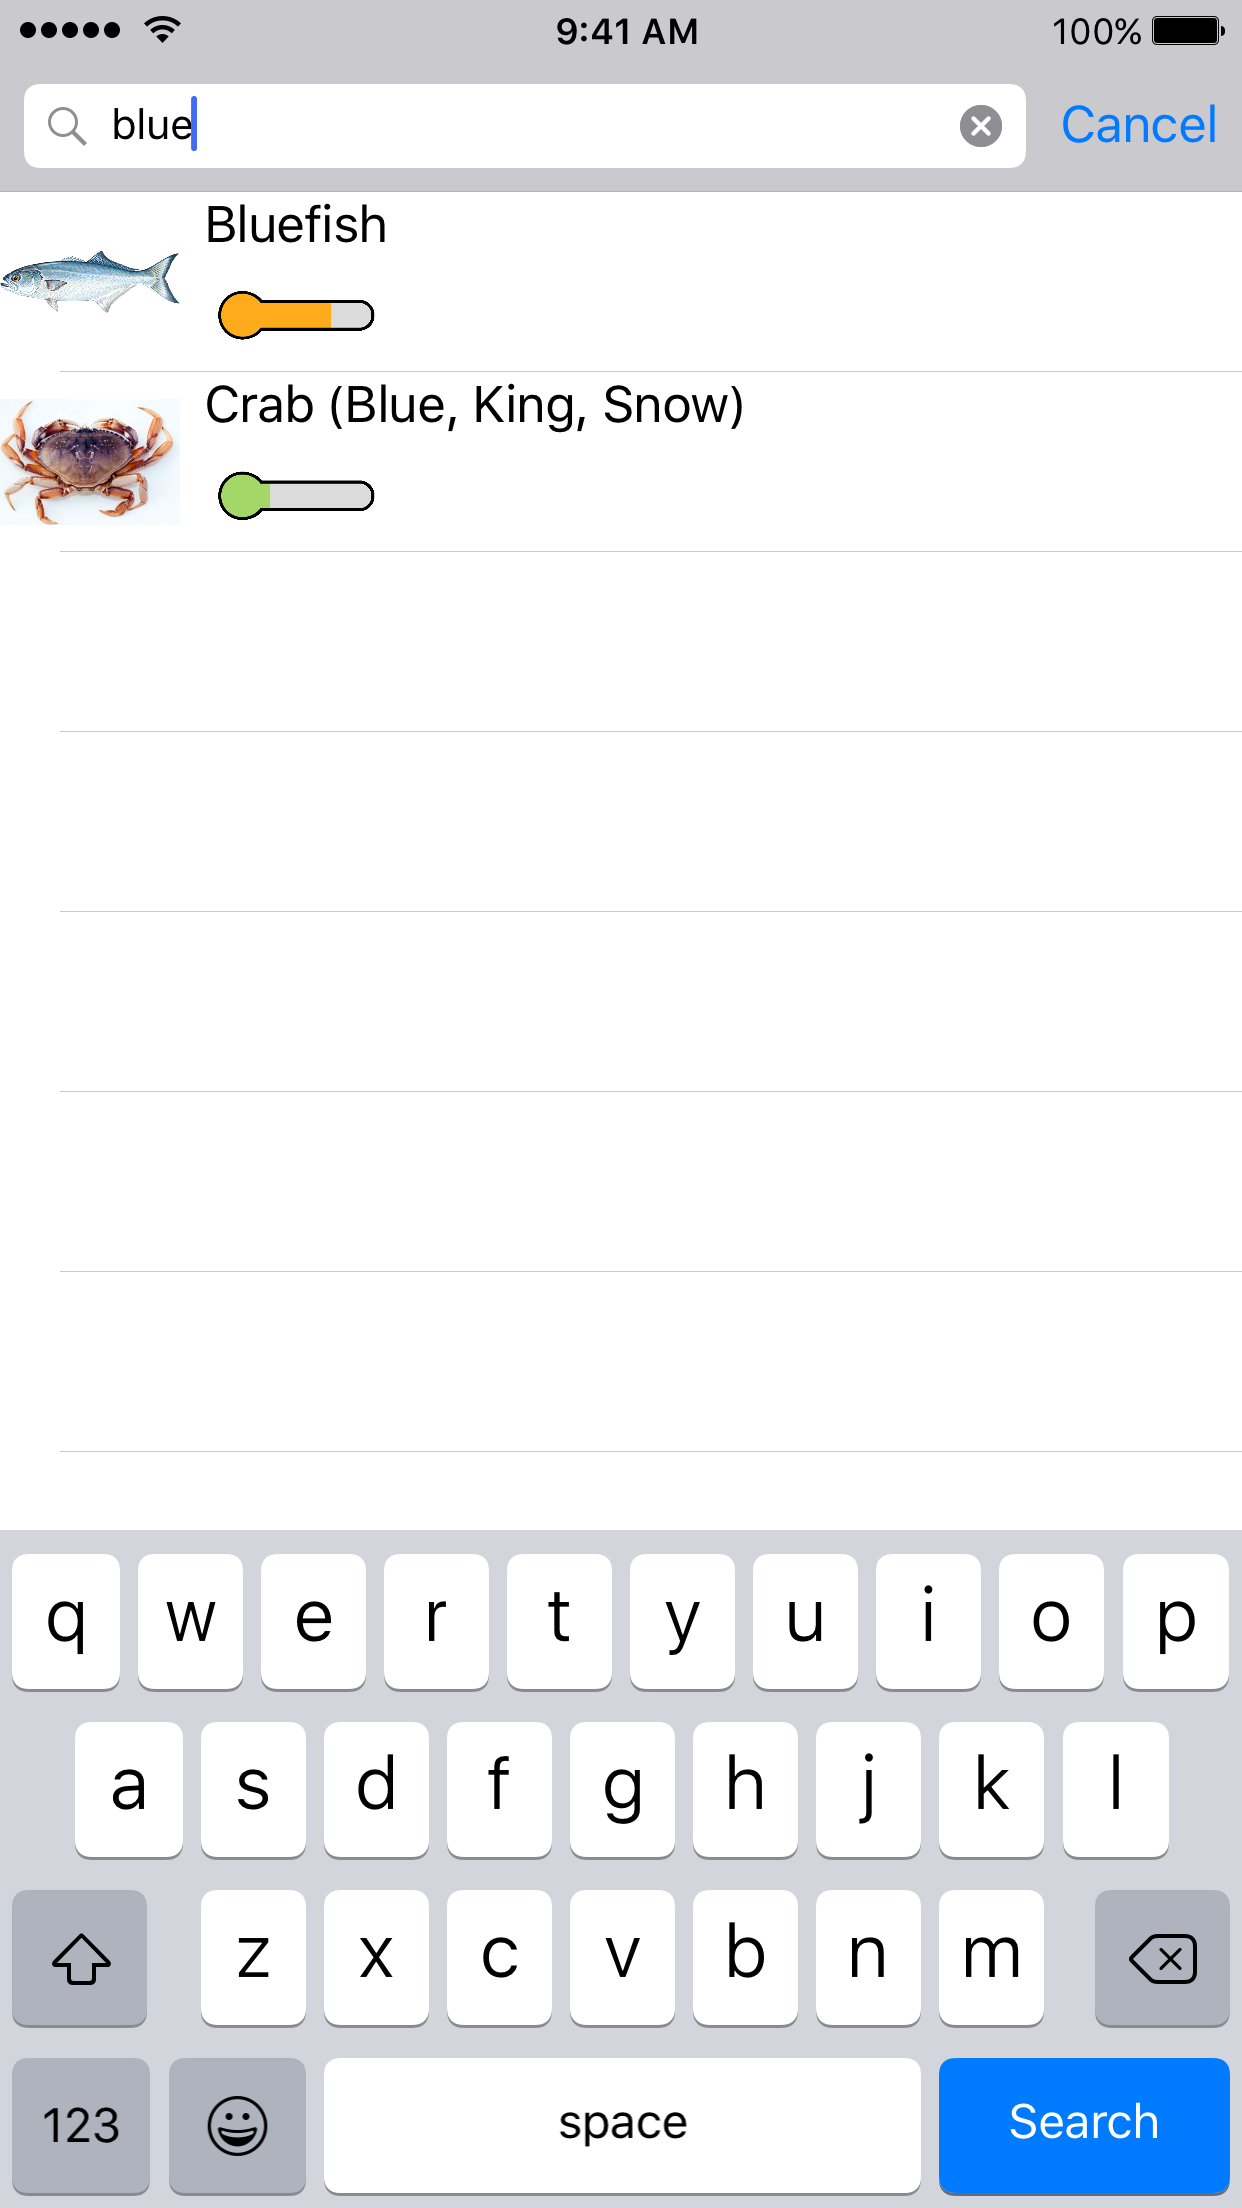 9:41 AM
100%
blue
Cancel
Bluefish
Crab (Blue, King, Snow)
q w e r t y u i o p
a s d f g h j k l
z x c v b n m
123
space
Search